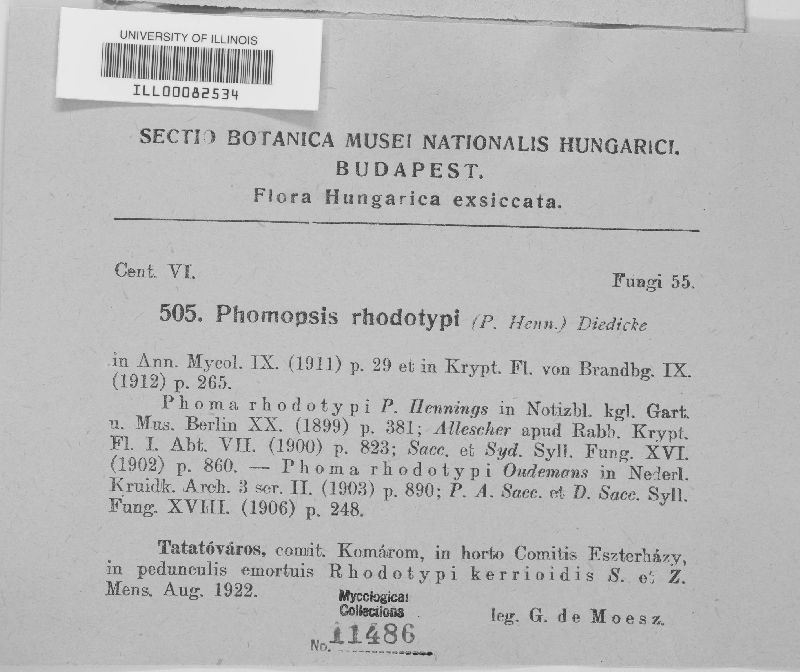 UNIVERSITY OF ILLINOIS
ILL00082534
SECTIO BOTANICA MUSEI NATIONALIS HUNGARICI.
BUDAPEST.
Flora Hungarica exsiccata.
Cent. VI.
Fungi 55.
505. Phomopsis rhodotypi (P. Henn.) Diedicke
in Ann. Mycol. IX. (1911) p. 29 et in Krypt. Fl. von Brandbg. IX.
(1912) p. 265.
Phoma rhodotypi P. Hennings in Notizbl. kgl. Gart.
u. Mus. Berlin XX. (1899) p. 381; Allescher apud Rabh. Krypt.
Fl. I. Abt. VII. (1900) p. 823; Sacc. et Syd. Syll. Fung. XVI.
(1902) p. 860. — Phoma rhodotypi Oudemans in Nederl.
Kruidk. Arch. 3 ser. II. (1903) p. 890; P. A. Sacc. et D. Sacc. Syll.
Fung. XVIII. (1906) p. 248.
Tatatóváros, comit. Komárom, in horto Comitis Eszterházy,
in pedunculis emortuis Rhodotypi kerrioidis S. et Z.
Mens. Aug. 1922.
leg. G. de Moesz.
Mycological
Collections
No. 11486